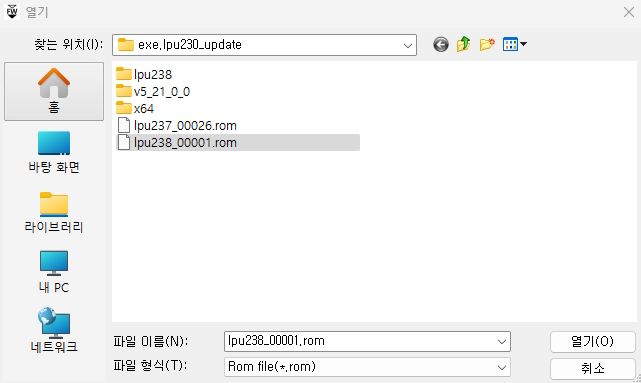 FW 열기
찾는 위치(I): exe,lpu230_update
홈
바탕 화면
라이브러리
내 PC
네트워크
lpu238
v5_21_0_0
x64
lpu237_00026.rom
lpu238_00001.rom
파일 이름(N): lpu238_00001,rom 열기(O)
파일 형식(T): Rom file(*,rom) 취소